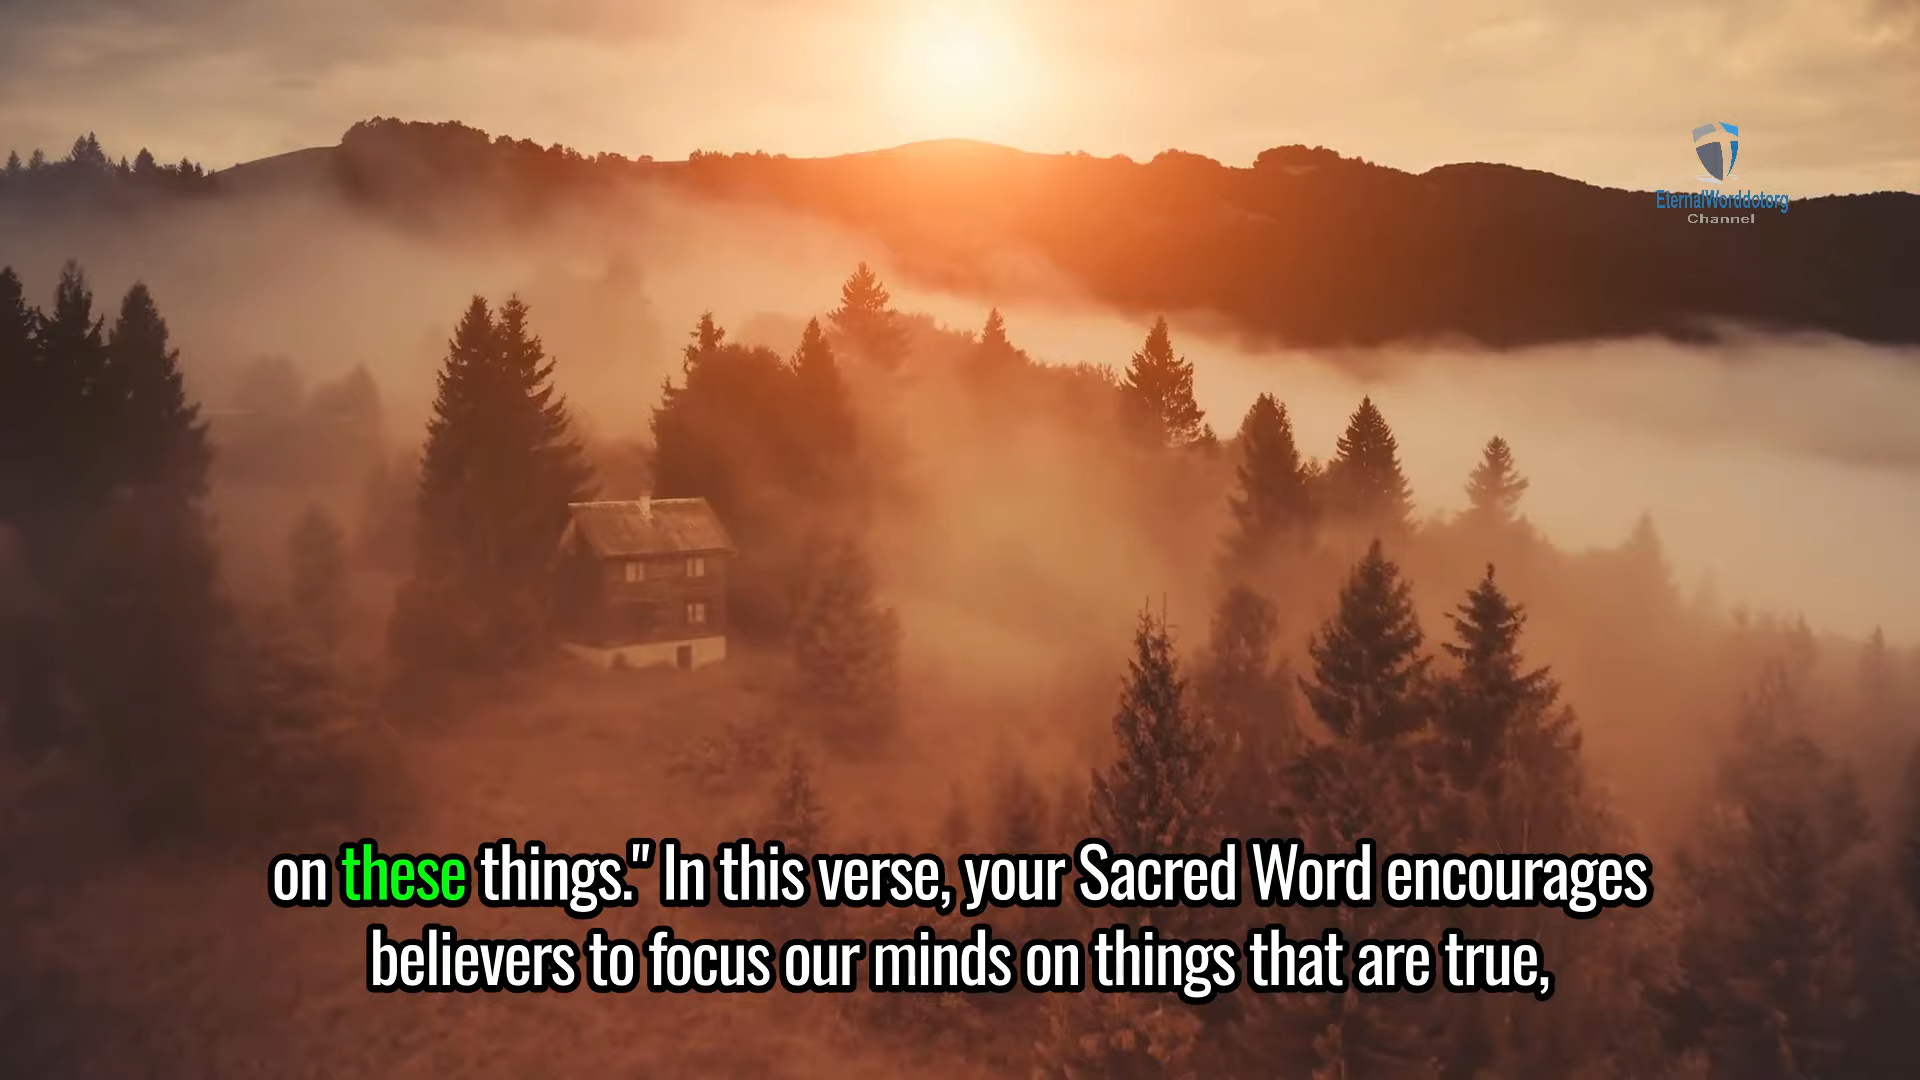 EternalWorddotorg
Channel
on these things." In this verse, your Sacred Word encourages
believers to focus our minds on things that are true,